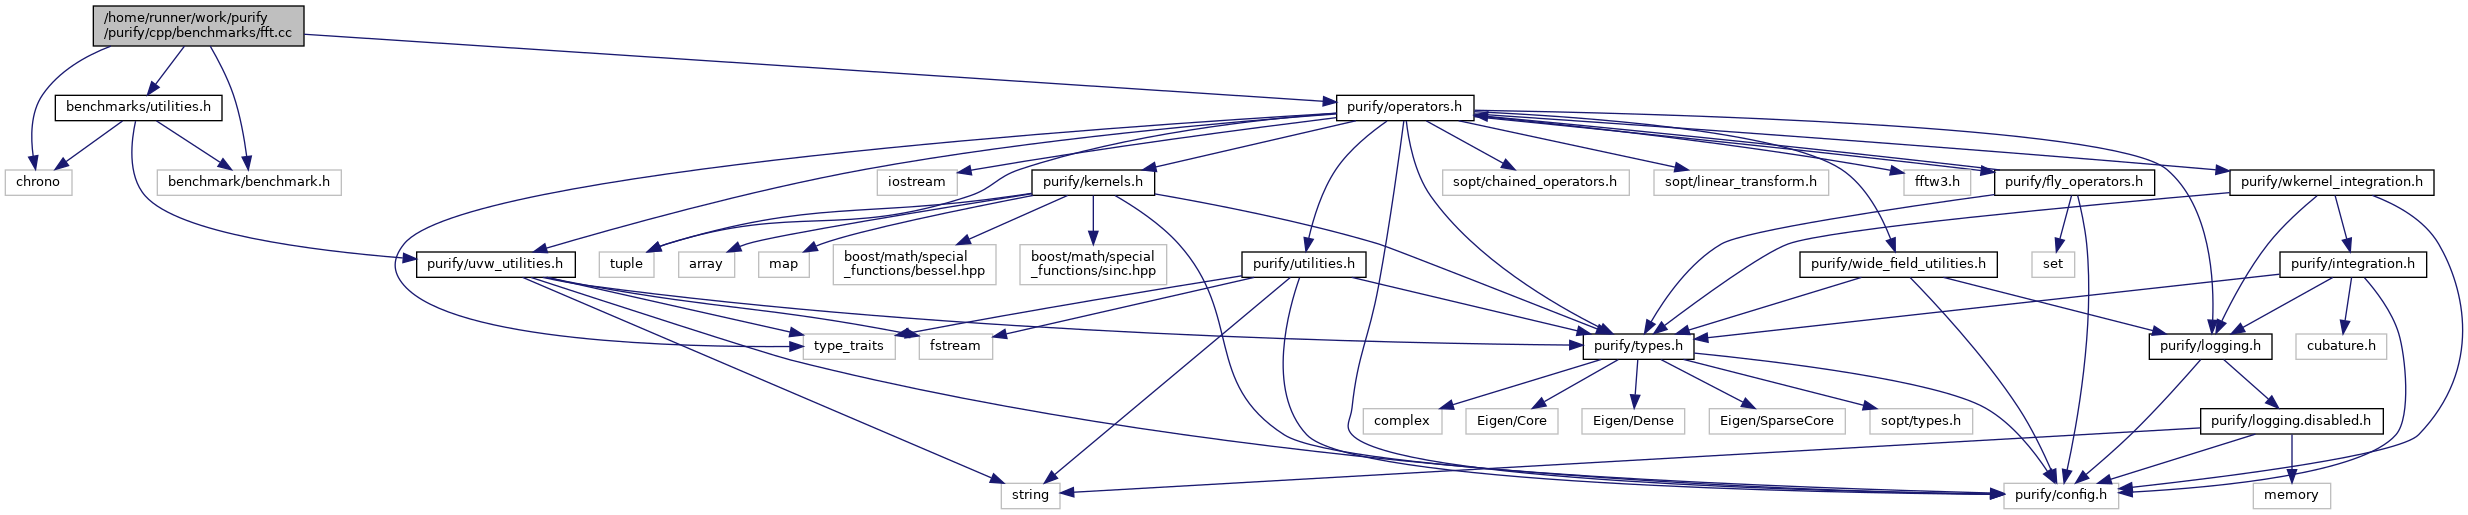 /home/runner/work/purify
/purify/cpp/benchmarks/fft.cc
benchmarks/utilities.h
purify/operators.h
chrono
benchmark/benchmark.h
iostream
purify/kernels.h
sopt/chained_operators.h
sopt/linear_transform.h
fftw3.h
purify/fly_operators.h
purify/wkernel_integration.h
purify/uvw_utilities.h
tuple
array
map
boost/math/special
_functions/bessel.hpp
boost/math/special
_functions/sinc.hpp
purify/utilities.h
purify/wide_field_utilities.h
set
purify/integration.h
type_traits
fstream
purify/types.h
purify/logging.h
cubature.h
complex
Eigen/Core
Eigen/Dense
Eigen/SparseCore
sopt/types.h
purify/logging.disabled.h
string
purify/config.h
memory